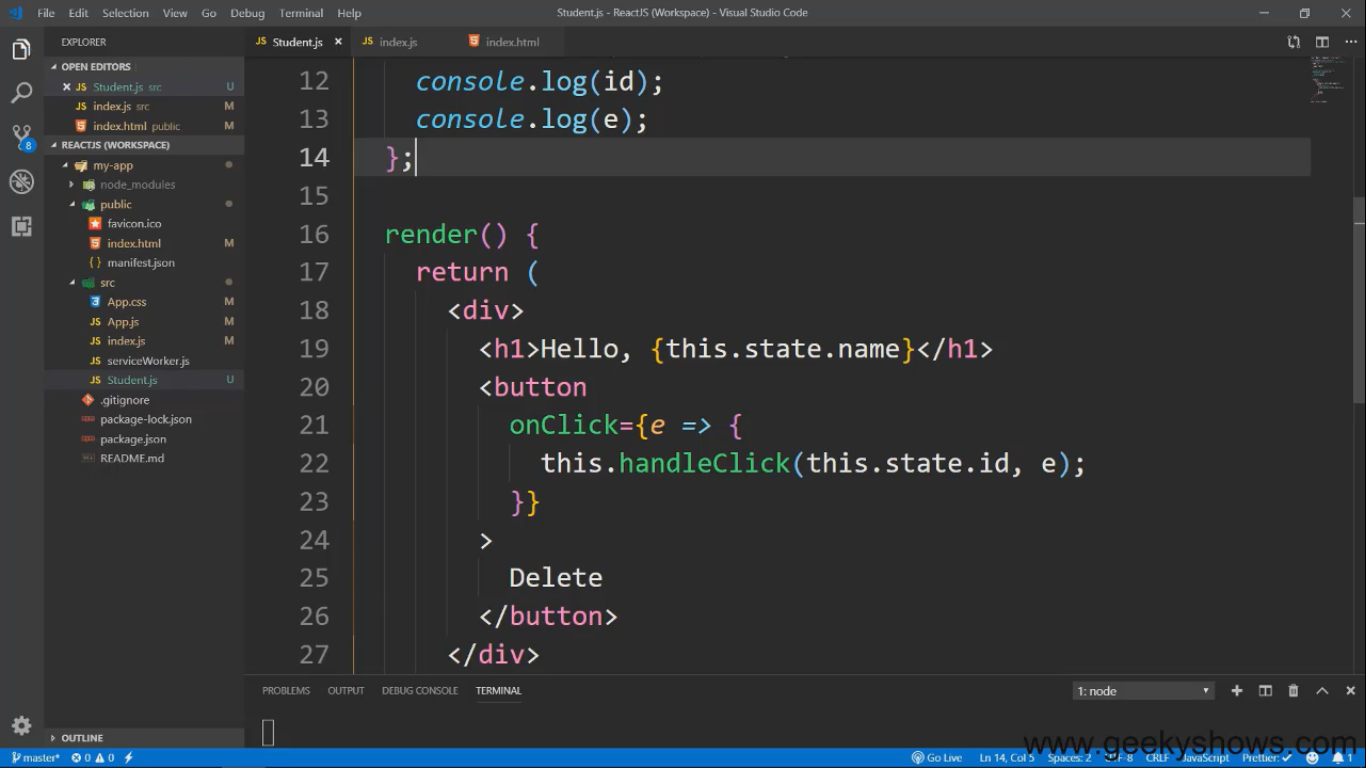 File Edit Selection View Go Debug Terminal Help
Student.js - ReactJS (Workspace) - Visual Studio Code
EXPLORER
OPEN EDITORS
JS Student.js src U
JS index.js src M
index.html public M
REACTJS (WORKSPACE)
my-app
node_modules
public
favicon.ico
index.html M
{ } manifest.json
src
App.css M
JS App.js M
JS index.js M
JS serviceWorker.js
JS Student.js U
.gitignore
package-lock.json
package.json
README.md
OUTLINE
8
JS Student.js JS index.js index.html
12 console.log(id);
13 console.log(e);
14 };
15
16 render() {
17 return (
18 <div>
19 <h1>Hello, {this.state.name}</h1>
20 <button
21 onClick={e => {
22 this.handleClick(this.state.id, e);
23 }}
24 >
25 Delete
26 </button>
27 </div>
PROBLEMS OUTPUT DEBUG CONSOLE TERMINAL
1: node
www.geekyshows.com
master* 0 0 Go Live Ln 14, Col 5 Spaces: 2 UTF-8 CRLF JavaScript Prettier: ✓ 1